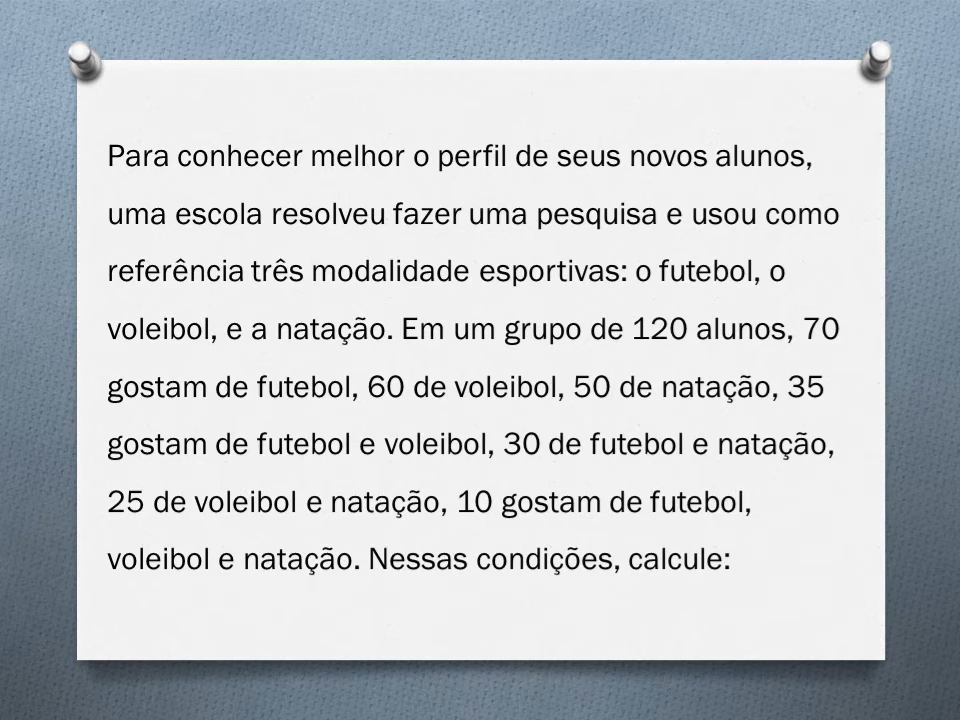 Para conhecer melhor o perfil de seus novos alunos,
uma escola resolveu fazer uma pesquisa e usou como
referência três modalidade esportivas: o futebol, o
voleibol, e a natação. Em um grupo de 120 alunos, 70
gostam de futebol, 60 de voleibol, 50 de natação, 35
gostam de futebol e voleibol, 30 de futebol e natação,
25 de voleibol e natação, 10 gostam de futebol,
voleibol e natação. Nessas condições, calcule: